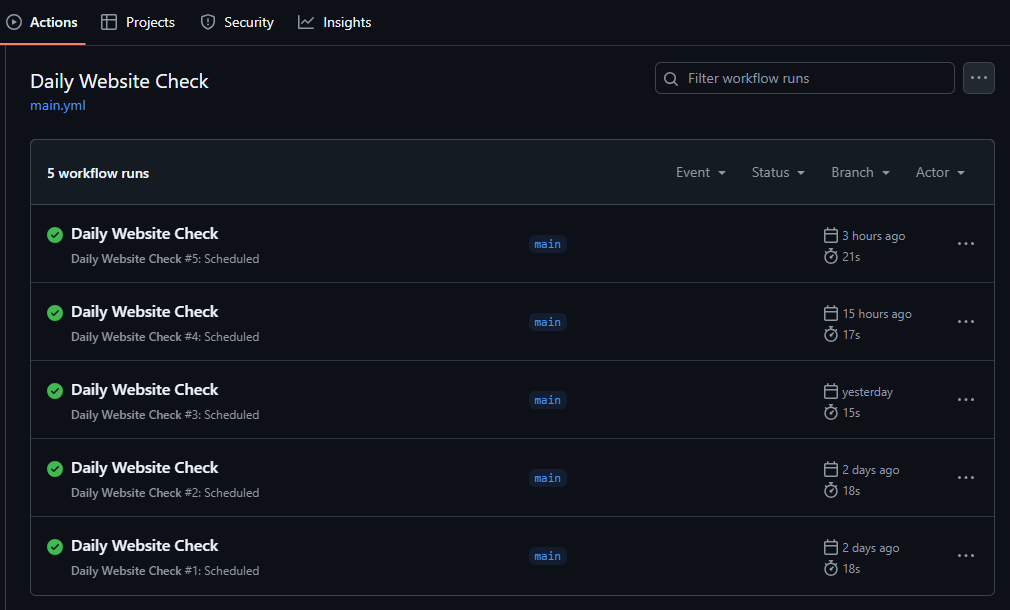 Actions Projects Security Insights
Daily Website Check
main.yml
Filter workflow runs
5 workflow runs
Event Status Branch Actor
Daily Website Check
Daily Website Check #5: Scheduled
main
3 hours ago
21s
Daily Website Check
Daily Website Check #4: Scheduled
main
15 hours ago
17s
Daily Website Check
Daily Website Check #3: Scheduled
main
yesterday
15s
Daily Website Check
Daily Website Check #2: Scheduled
main
2 days ago
18s
Daily Website Check
Daily Website Check #1: Scheduled
main
2 days ago
18s